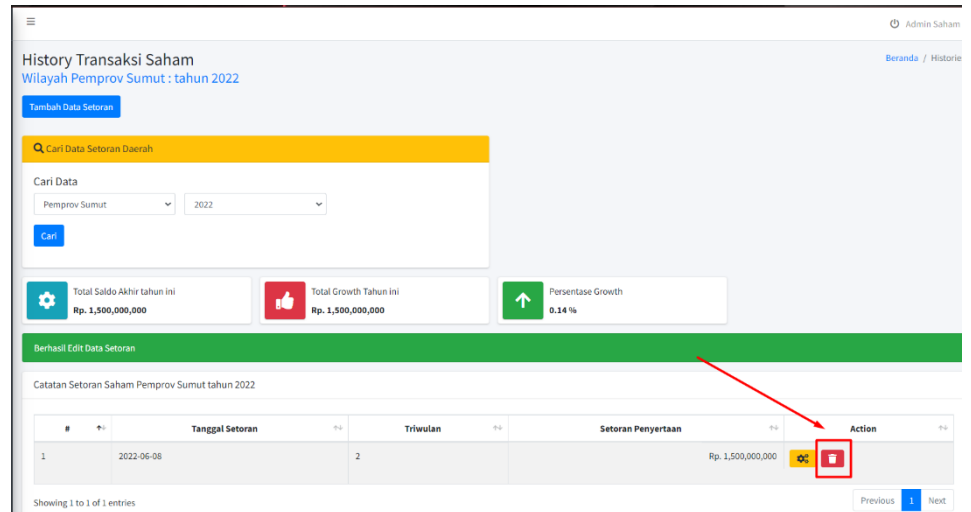 Admin Saham
History Transaksi Saham
Beranda / Historie
Wilayah Pemprov Sumut : tahun 2022
Tambah Data Setoran
Cari Data Setoran Daerah
Cari Data
Pemprov Sumut 2022
Cari
Total Saldo Akhir tahun ini
Rp. 1,500,000,000
Total Growth Tahun ini
Rp. 1,500,000,000
Persentase Growth
0.14 %
Berhasil Edit Data Setoran
Catatan Setoran Saham Pemprov Sumut tahun 2022
# Tanggal Setoran Triwulan Setoran Penyertaan Action
1 2022-06-08 2 Rp. 1,500,000,000
Showing 1 to 1 of 1 entries
Previous 1 Next